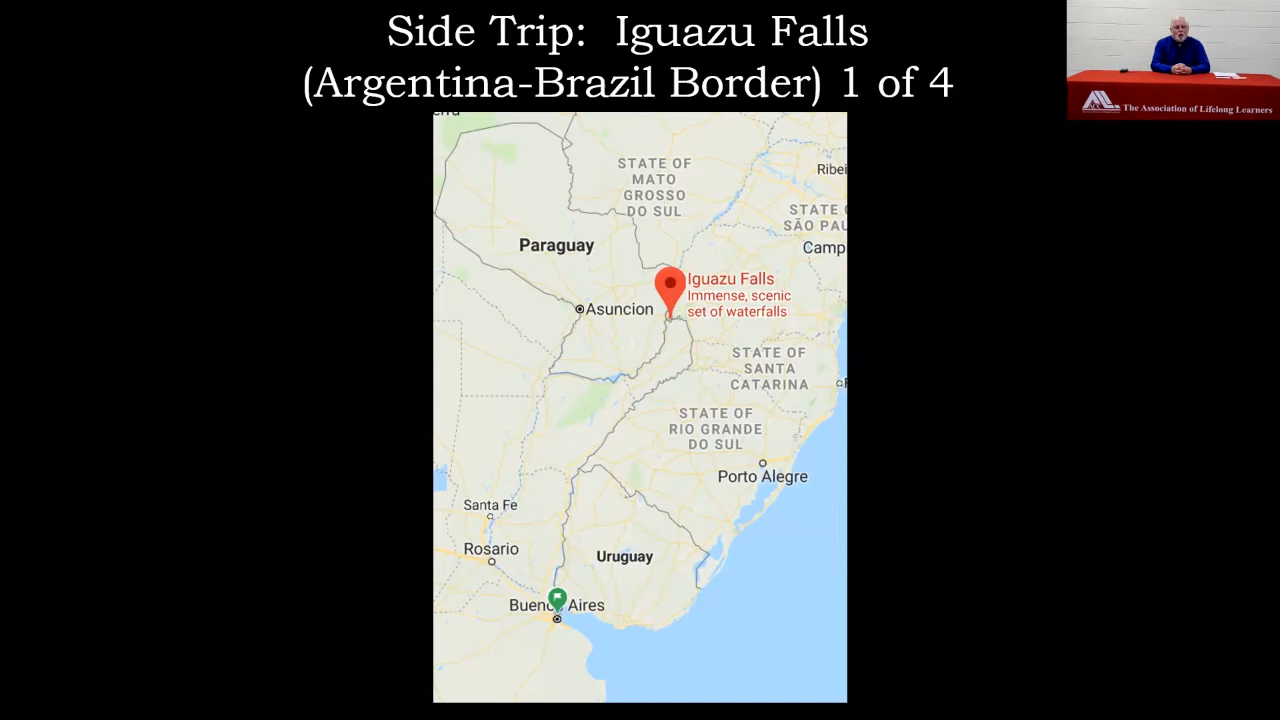 Side Trip:  Iguazu Falls
(Argentina-Brazil Border) 1 of 4
The Association of Lifelong Learners
STATE OF
MATO
GROSSO
DO SUL
Ribei
STATE
SÃO PAU
Camp
Paraguay
Iguazu Falls
Immense, scenic
set of waterfalls
Asuncion
STATE OF
SANTA
CATARINA
STATE OF
RIO GRANDE
DO SUL
Porto Alegre
Santa Fe
Rosario
Uruguay
Buenos Aires